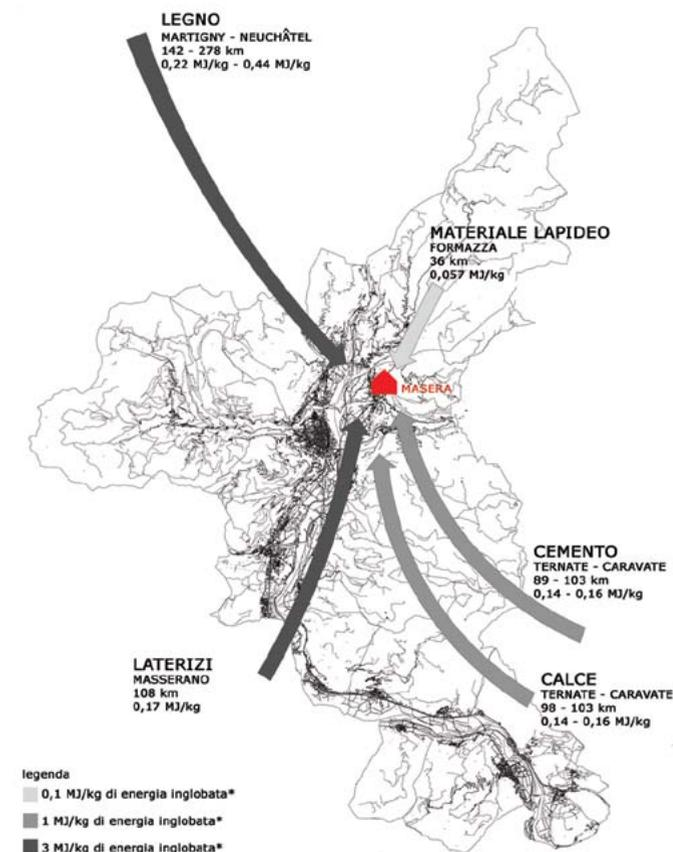 LEGNO
MARTIGNY - NEUCHÂTEL
142 - 278 km
0,22 MJ/kg - 0,44 MJ/kg
MATERIALE LAPIDEO
FORMAZZA
36 km
0,057 MJ/kg
MASERA
CEMENTO
TERNATE - CARAVATE
89 - 103 km
0,14 - 0,16 MJ/kg
LATERIZI
MASSERANO
108 km
0,17 MJ/kg
CALCE
TERNATE - CARAVATE
98 - 103 km
0,14 - 0,16 MJ/kg
legenda
0,1 MJ/kg di energia inglobata*
1 MJ/kg di energia inglobata*
3 MJ/kg di energia inglobata*